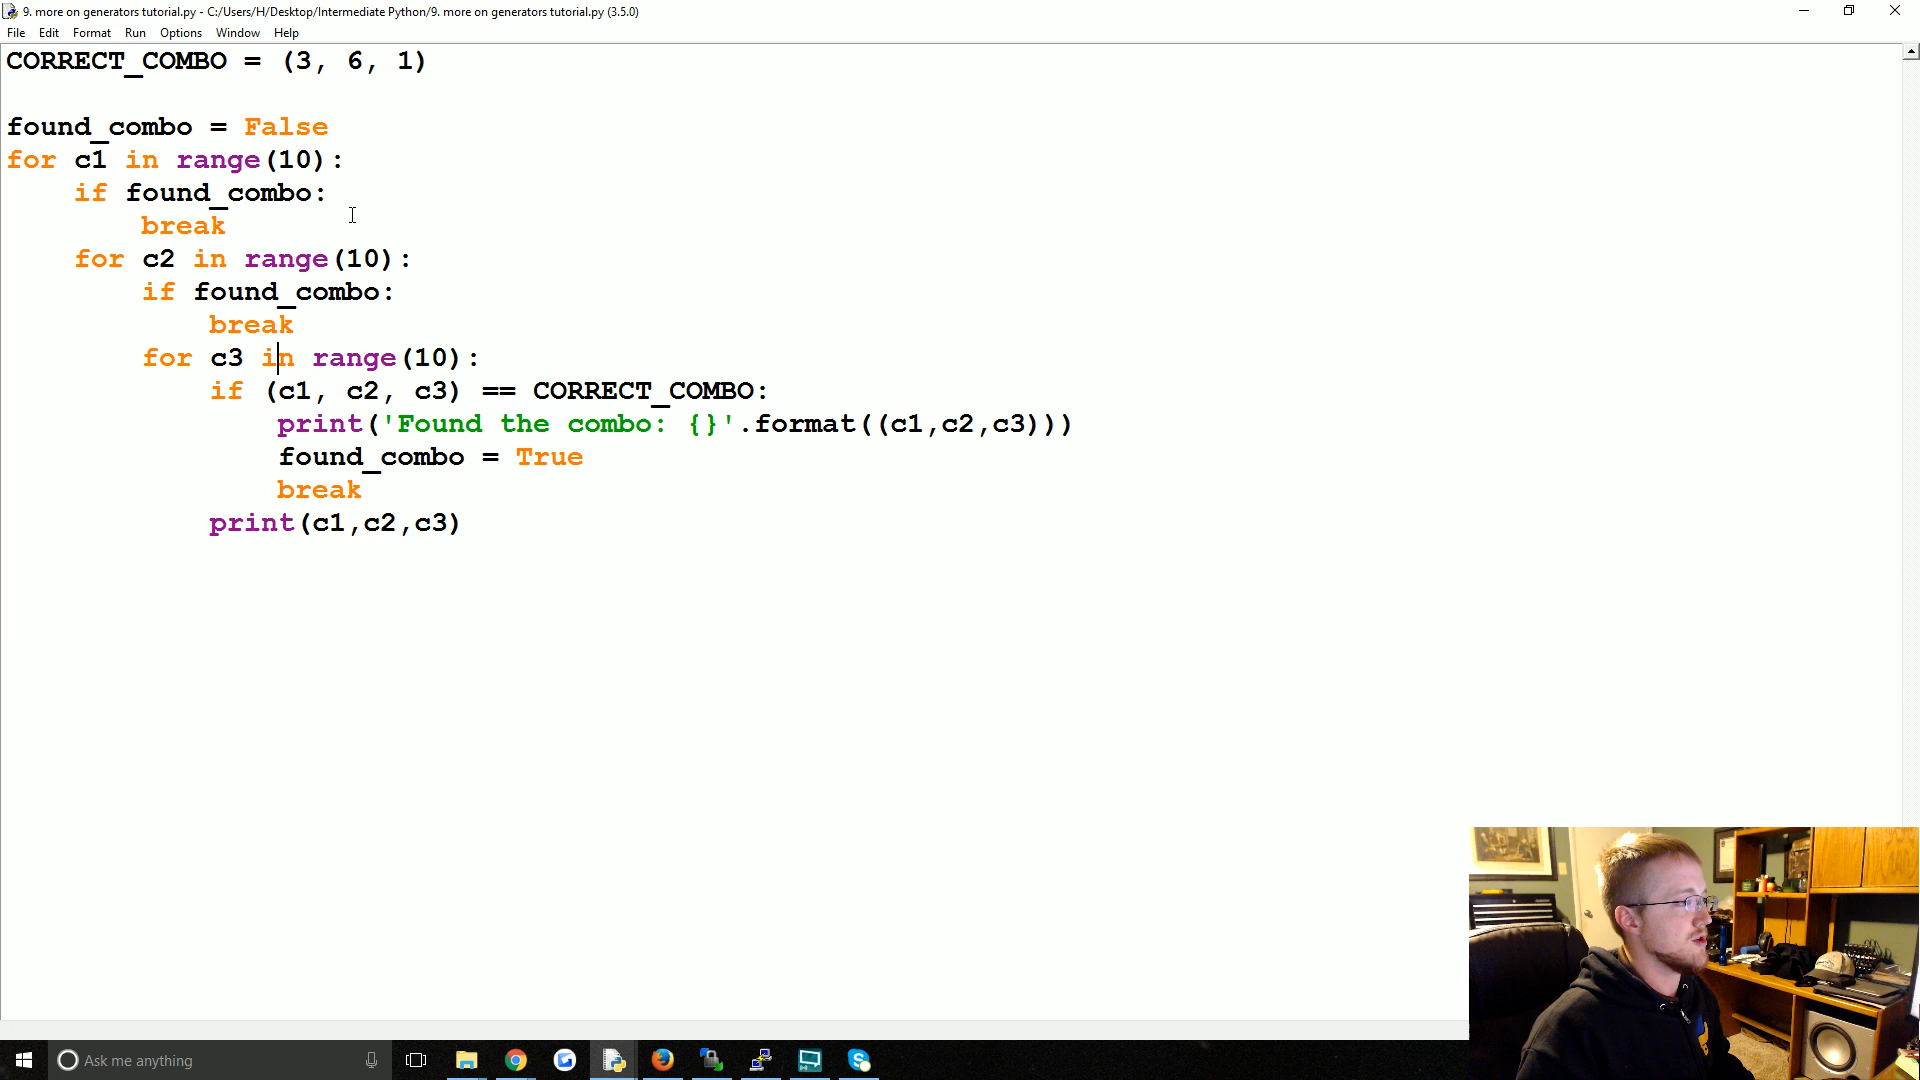 9. more on generators tutorial.py - C:/Users/H/Desktop/Intermediate Python/9. more on generators tutorial.py (3.5.0)
File Edit Format Run Options Window Help
CORRECT_COMBO = (3, 6, 1)
found_combo = False
for c1 in range(10):
    if found_combo:
        break
    for c2 in range(10):
        if found_combo:
            break
        for c3 in range(10):
            if (c1, c2, c3) == CORRECT_COMBO:
                print('Found the combo: {}'.format((c1,c2,c3)))
                found_combo = True
                break
            print(c1,c2,c3)
Ask me anything